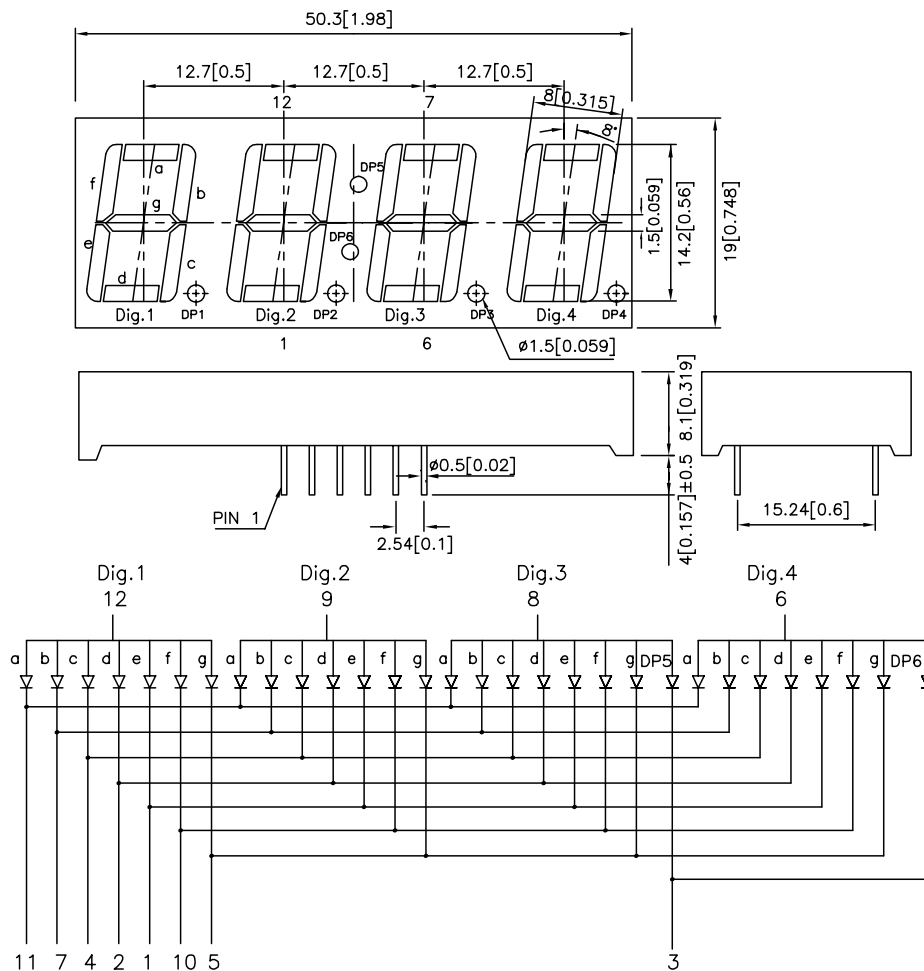 50.3[1.98]
12.7[0.5] 12.7[0.5] 12.7[0.5]
12 7
8[0.315]
8°
a
f b
g
e c
d
DP5
DP6
Dig.1 DP1 Dig.2 DP2 Dig.3 DP3 Dig.4 DP4
1.5[0.059]
14.2[0.56]
19[0.748]
1 6
ø1.5[0.059]
8.1[0.319]
ø0.5[0.02]
4[0.157]±0.5
PIN 1
2.54[0.1]
15.24[0.6]
Dig.1 Dig.2 Dig.3 Dig.4
12 9 8 6
a b c d e f g a b c d e f g a b c d e f g DP5 a b c d e f g DP6
11 7 4 2 1 10 5 3